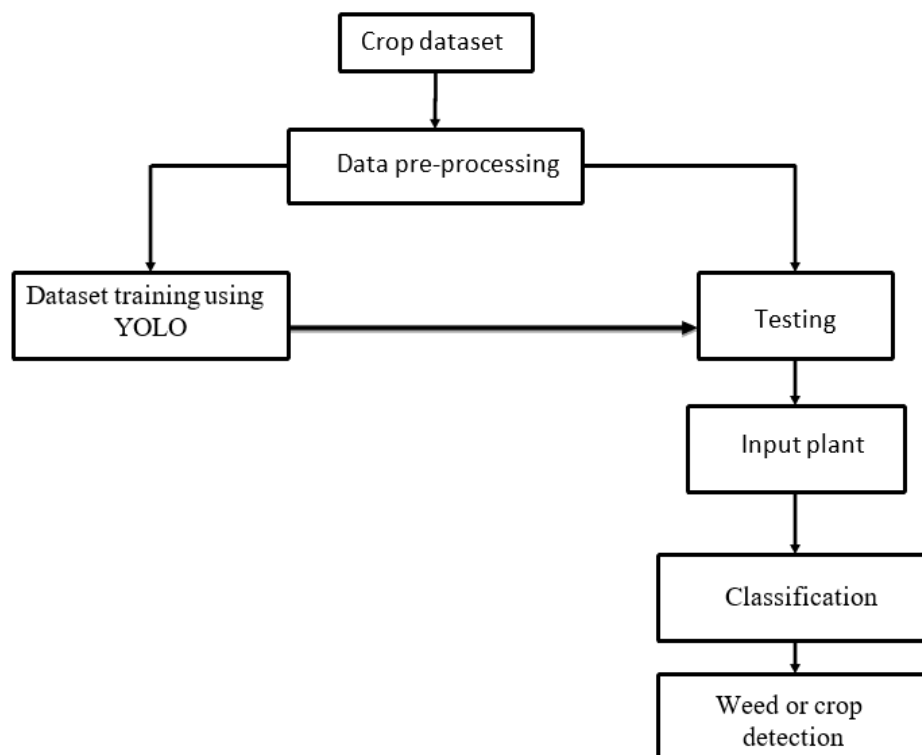 Crop dataset
Data pre-processing
Dataset training using
YOLO
Testing
Input plant
Classification
Weed or crop
detection